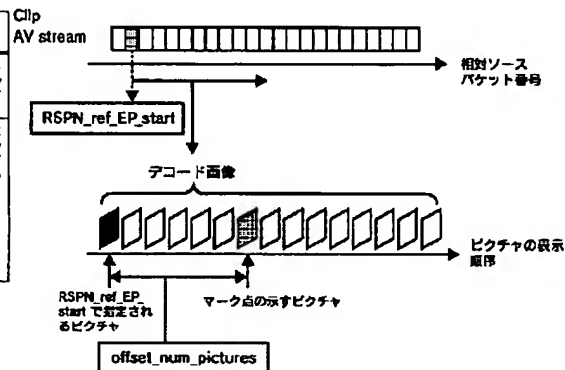 Clip
AV stream
相対ソース
パケット番号
RSPN_ref_EP_start
デコード画像
ピクチャの表示
順序
RSPN_ref_EP_
start で指定され
るピクチャ
マーク点の示すピクチャ
offset_num_pictures